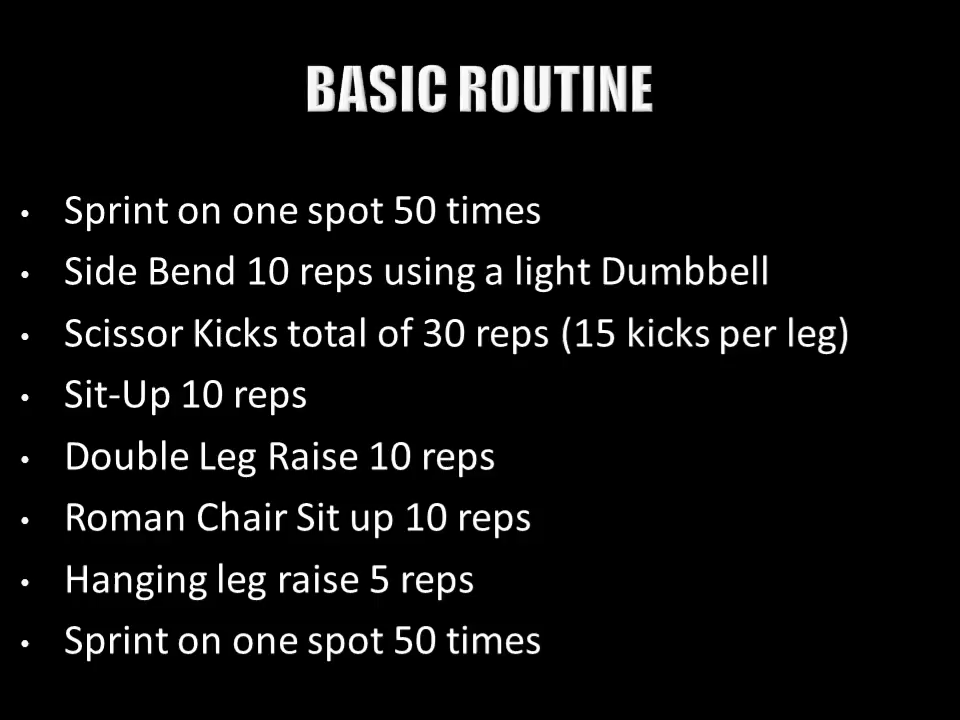 BASIC ROUTINE
• Sprint on one spot 50 times
• Side Bend 10 reps using a light Dumbbell
• Scissor Kicks total of 30 reps (15 kicks per leg)
• Sit-Up 10 reps
• Double Leg Raise 10 reps
• Roman Chair Sit up 10 reps
• Hanging leg raise 5 reps
• Sprint on one spot 50 times